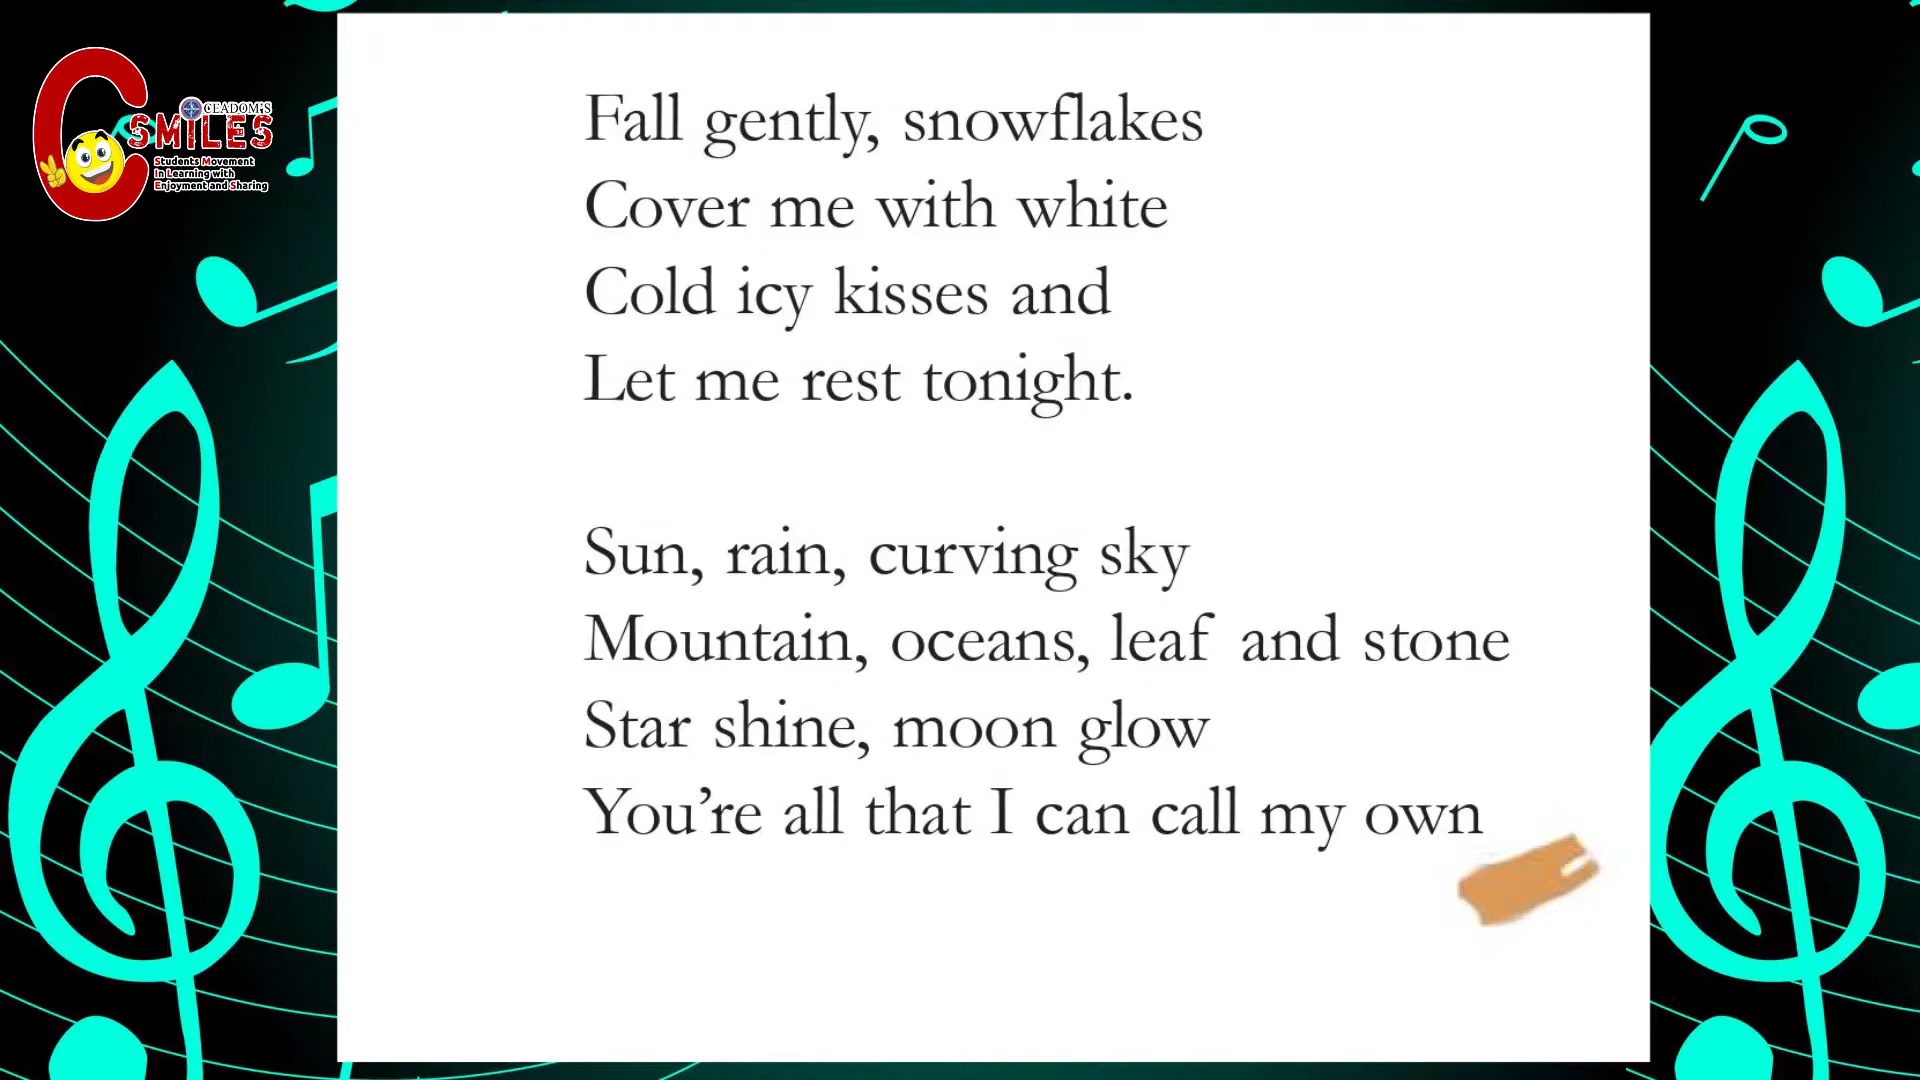 CEADOM'S
SMILES
Students Movement
In Learning with
Enjoyment and Sharing
Fall gently, snowflakes
Cover me with white
Cold icy kisses and
Let me rest tonight.
Sun, rain, curving sky
Mountain, oceans, leaf and stone
Star shine, moon glow
You’re all that I can call my own